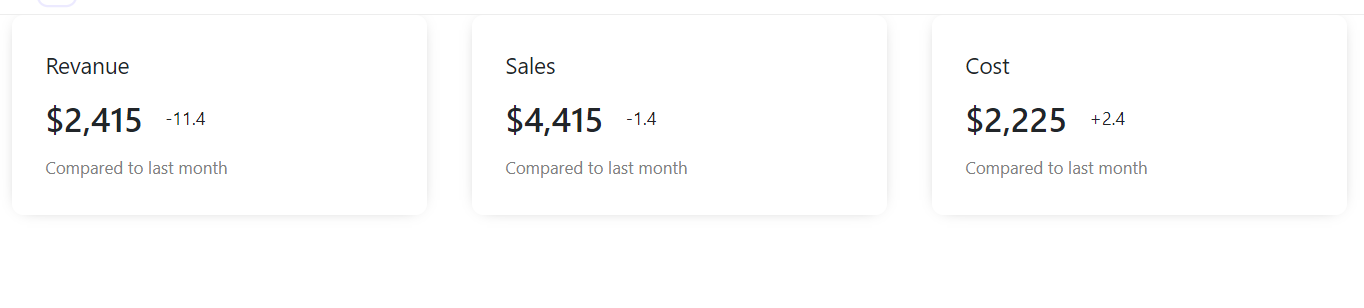 Revanue
$2,415 -11.4
Compared to last month
Sales
$4,415 -1.4
Compared to last month
Cost
$2,225 +2.4
Compared to last month